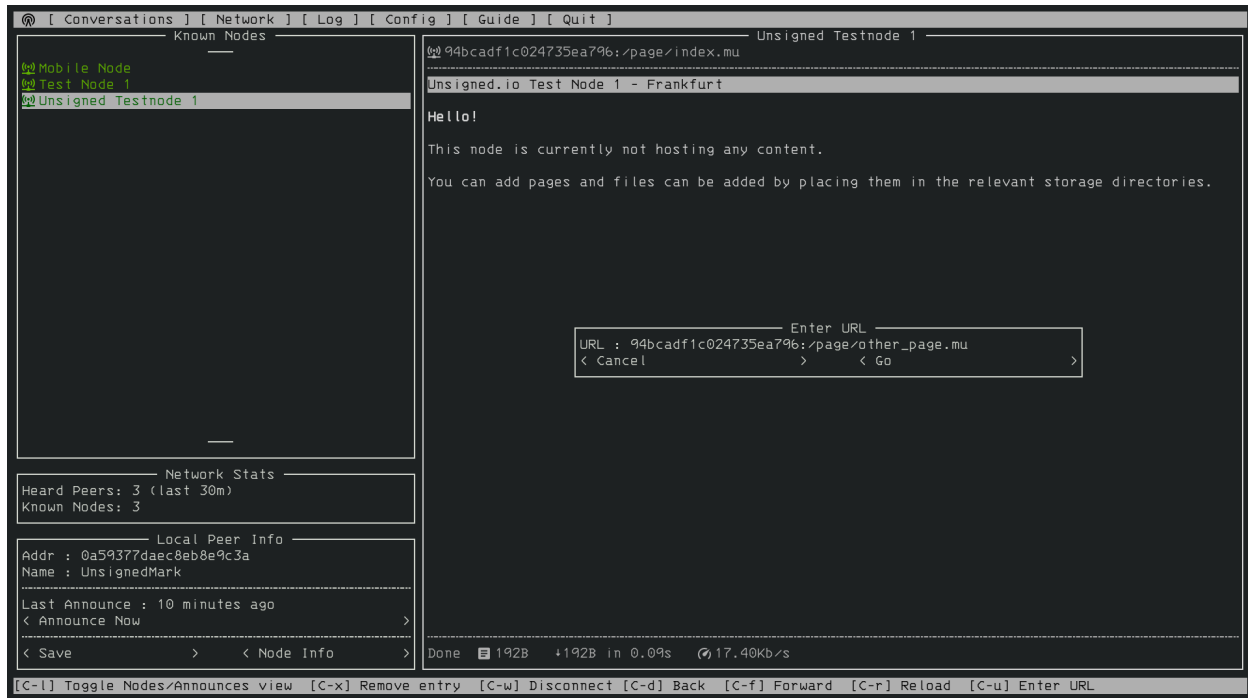 [ Conversations ] [ Network ] [ Log ] [ Config ] [ Guide ] [ Quit ]
Known Nodes
Mobile Node
Test Node 1
Unsigned Testnode 1
Network Stats
Heard Peers: 3 (last 30m)
Known Nodes: 3
Local Peer Info
Addr : 0a59377daec8eb8e9c3a
Name : UnsignedMark
Last Announce : 10 minutes ago
< Announce Now >
< Save > < Node Info >
Unsigned Testnode 1
94bcadf1c024735ea796:/page/index.mu
Unsigned.io Test Node 1 - Frankfurt
Hello!
This node is currently not hosting any content.
You can add pages and files can be added by placing them in the relevant storage directories.
Enter URL
URL : 94bcadf1c024735ea796:/page/other_page.mu
< Cancel > < Go >
Done 192B ↓192B in 0.09s 17.40Kb/s
[C-l] Toggle Nodes/Announces view [C-x] Remove entry [C-w] Disconnect [C-d] Back [C-f] Forward [C-r] Reload [C-u] Enter URL